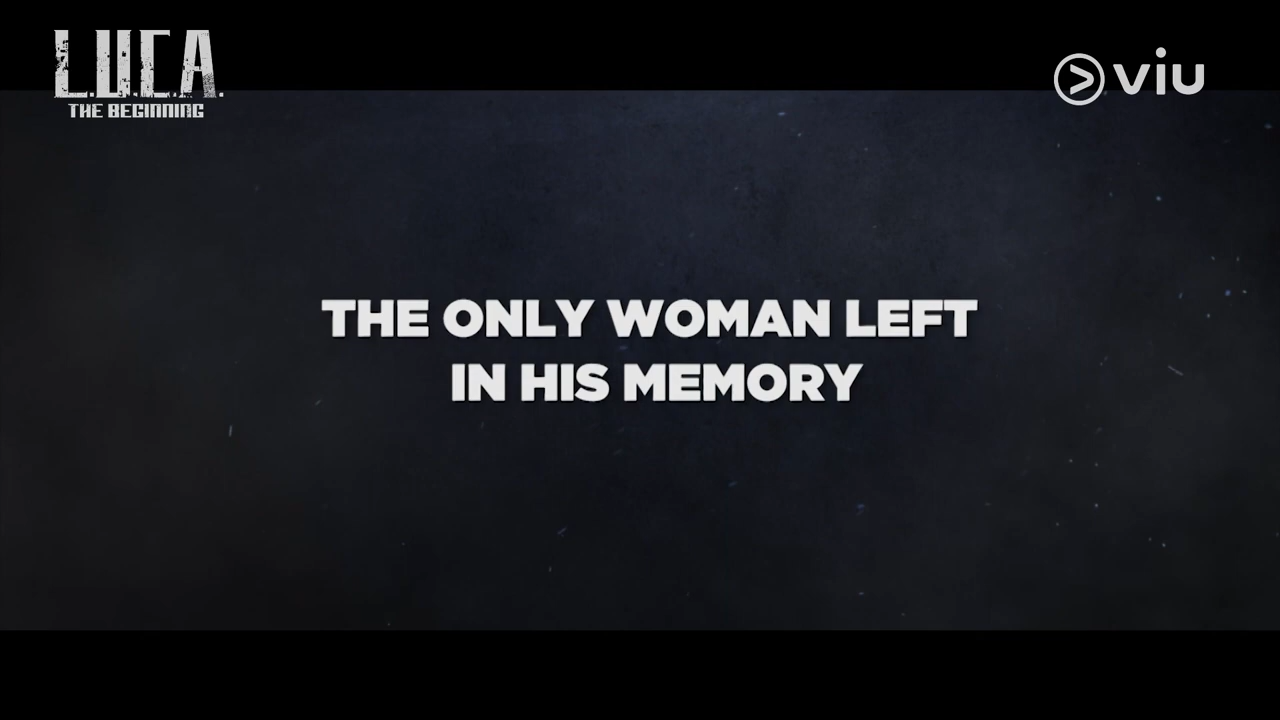 L.U.C.A.
THE BEGINNING
viu
THE ONLY WOMAN LEFT
IN HIS MEMORY